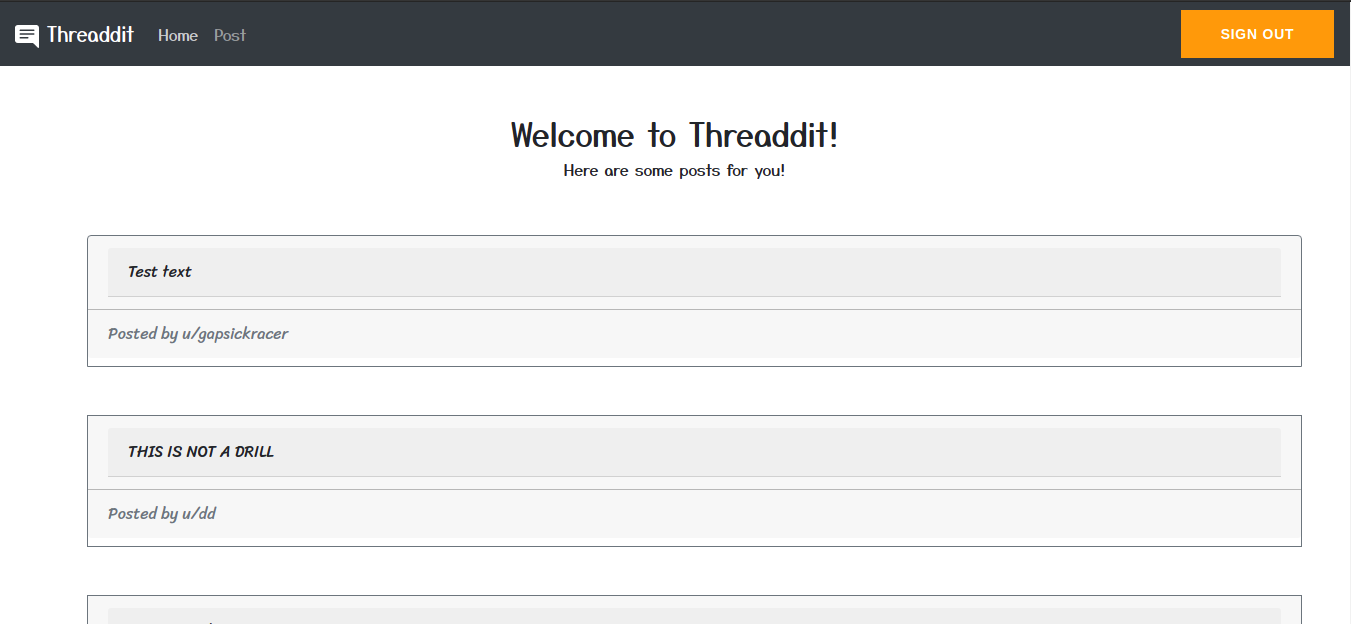 Threaddit Home Post SIGN OUT
Welcome to Threaddit!
Here are some posts for you!
Test text
Posted by u/gapsickracer
THIS IS NOT A DRILL
Posted by u/dd